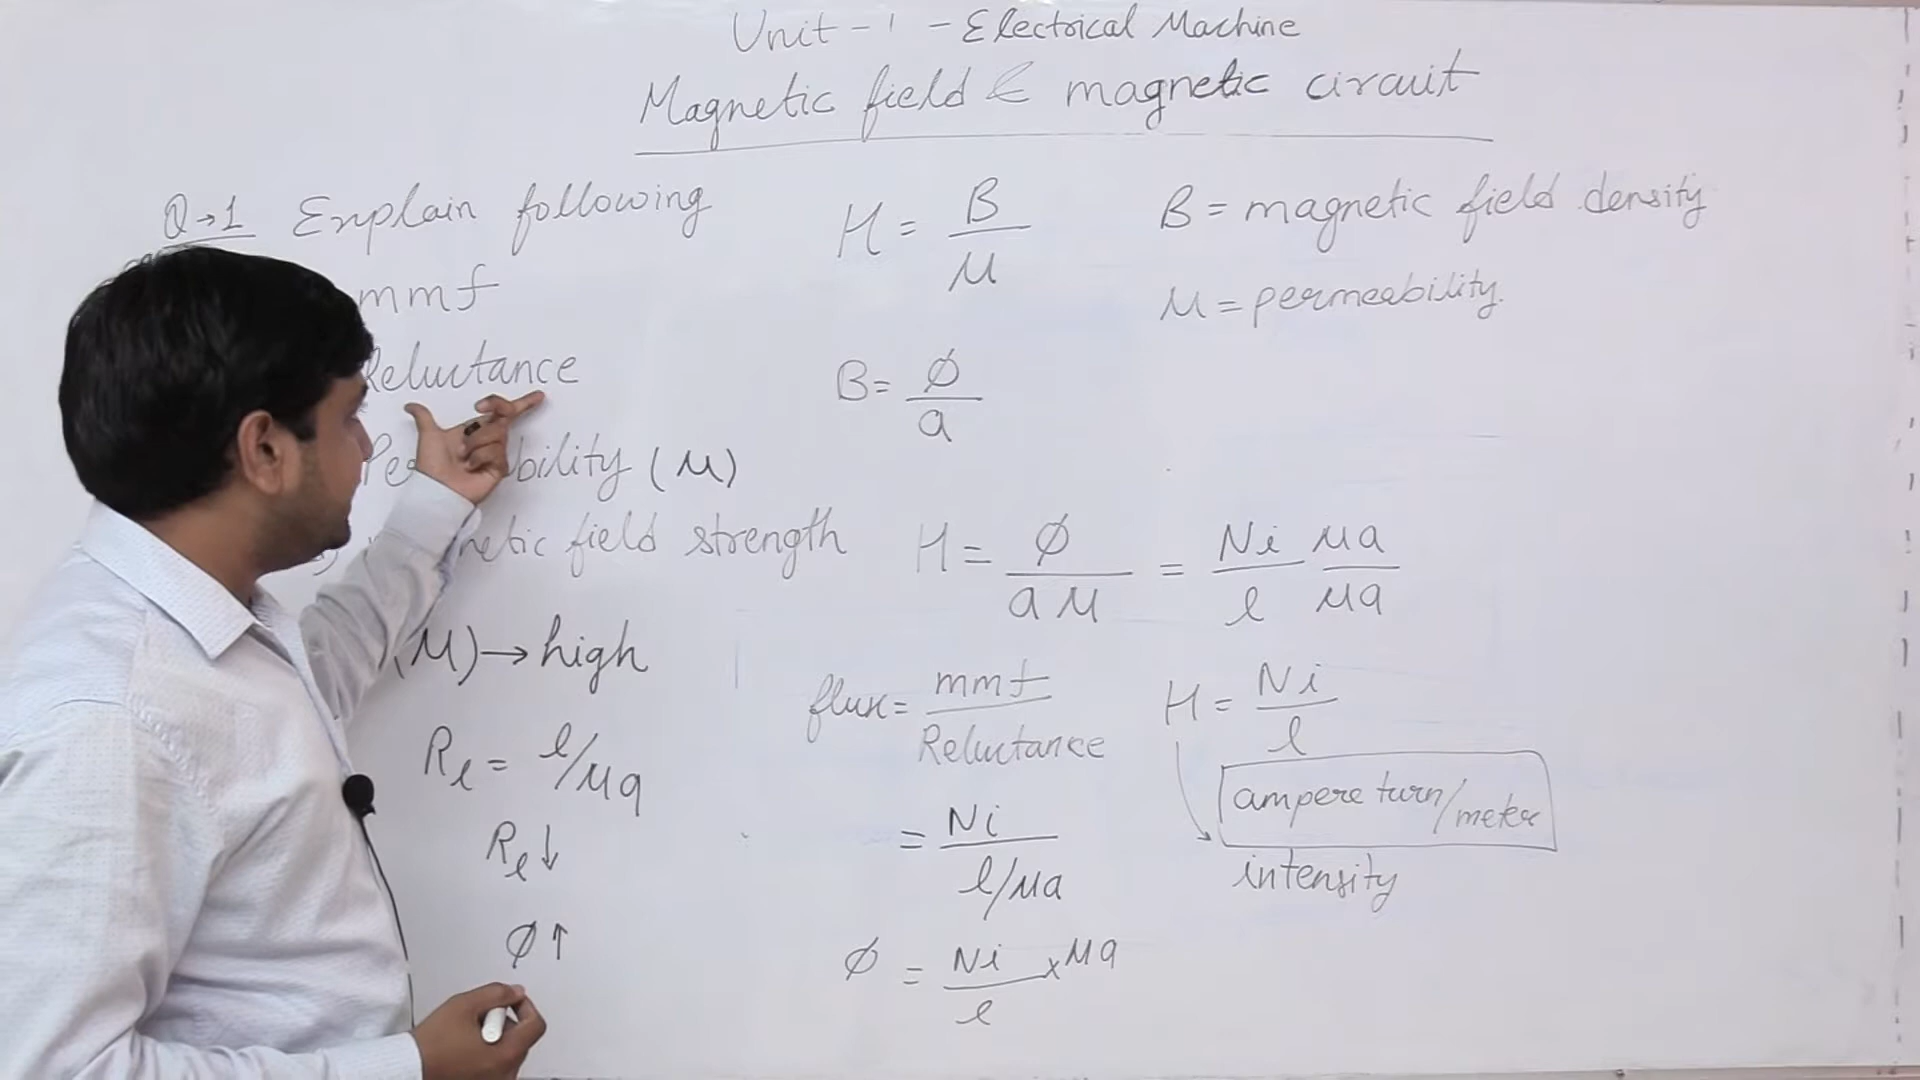 Unit - 1 - Electrical Machine
Magnetic field & magnetic circuit
Q→1 Explain following
mmf
Reluctance
bility (μ)
netic field strength
(μ) → high
Rl = l/μa
Rl ↓
ϕ ↑
H = B/μ
B = ϕ/a
H = ϕ/aμ = Ni/l μa/μa
flux = mmf/Reluctance
= Ni/l/μa
ϕ = Ni/l × μa
B = magnetic field density
μ = permeability.
H = Ni/l
ampere turn/meter
intensity